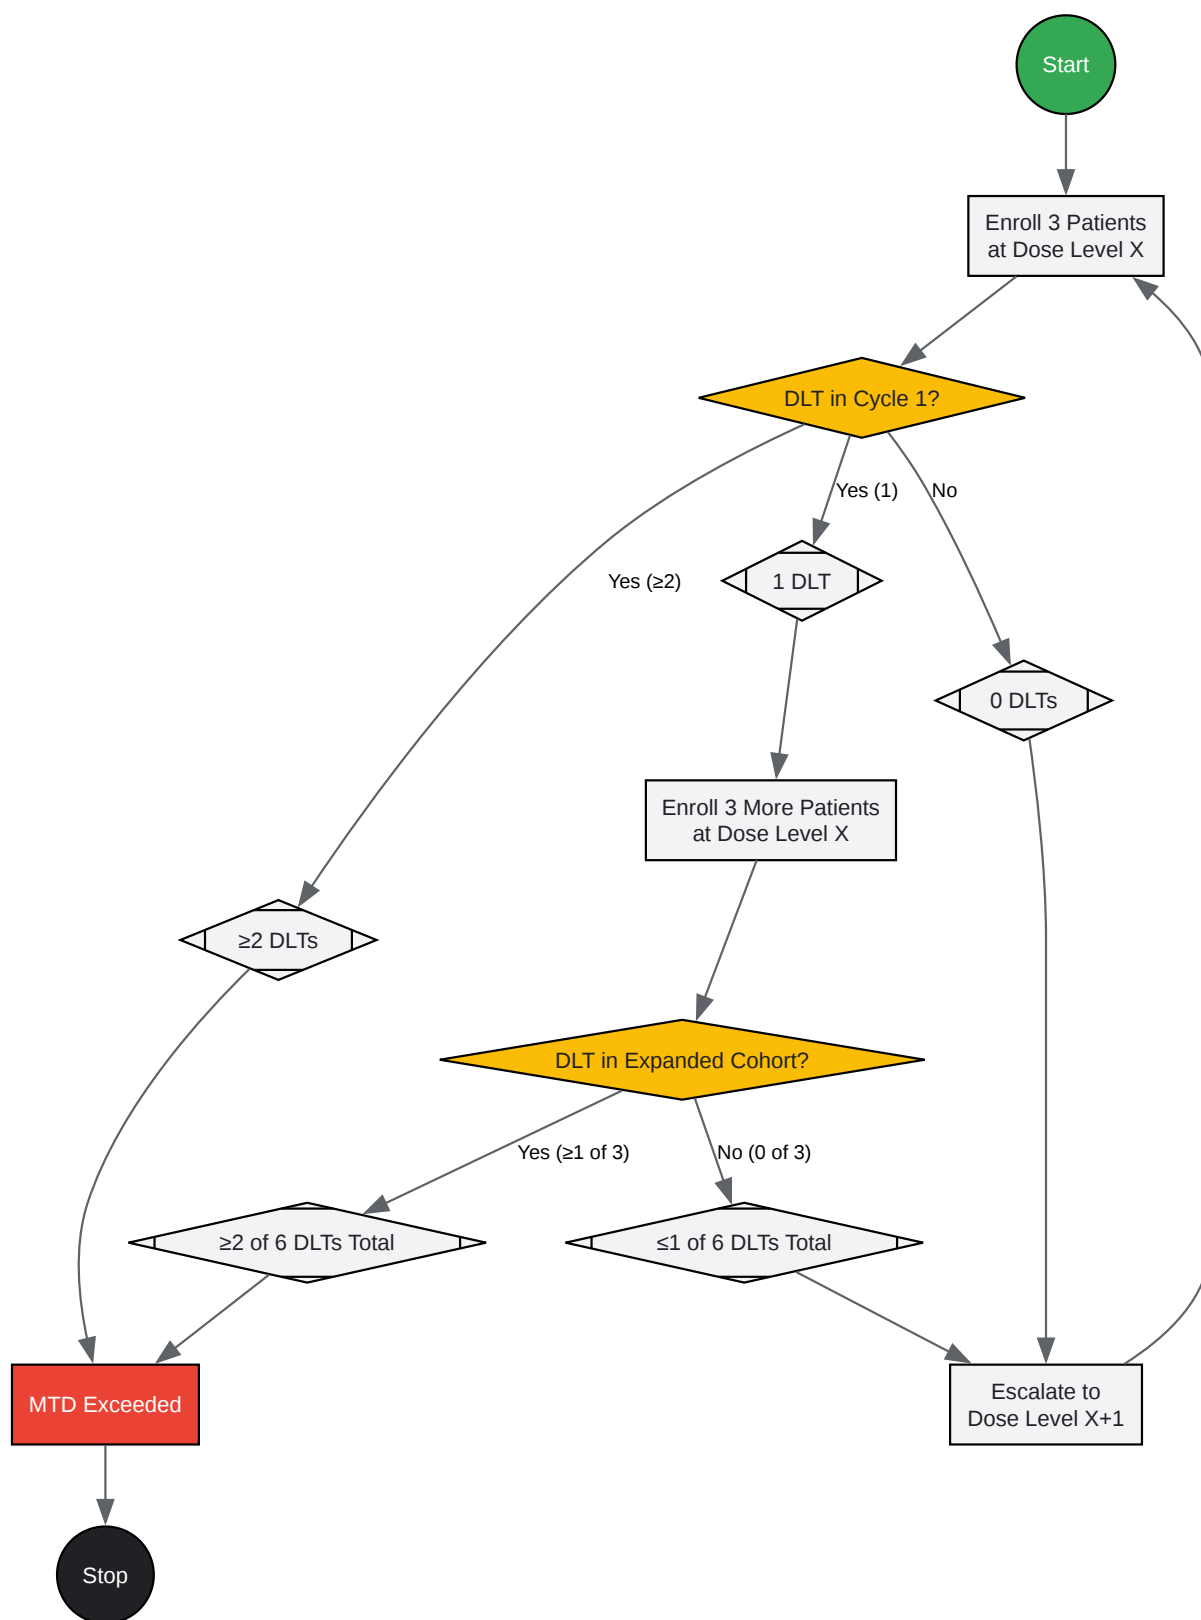 Start
Enroll 3 Patients
at Dose Level X
DLT in Cycle 1?
Yes (1)
No
Yes (≥2)
1 DLT
0 DLTs
Enroll 3 More Patients
at Dose Level X
≥2 DLTs
DLT in Expanded Cohort?
Yes (≥1 of 3)
No (0 of 3)
≥2 of 6 DLTs Total
≤1 of 6 DLTs Total
MTD Exceeded
Escalate to
Dose Level X+1
Stop